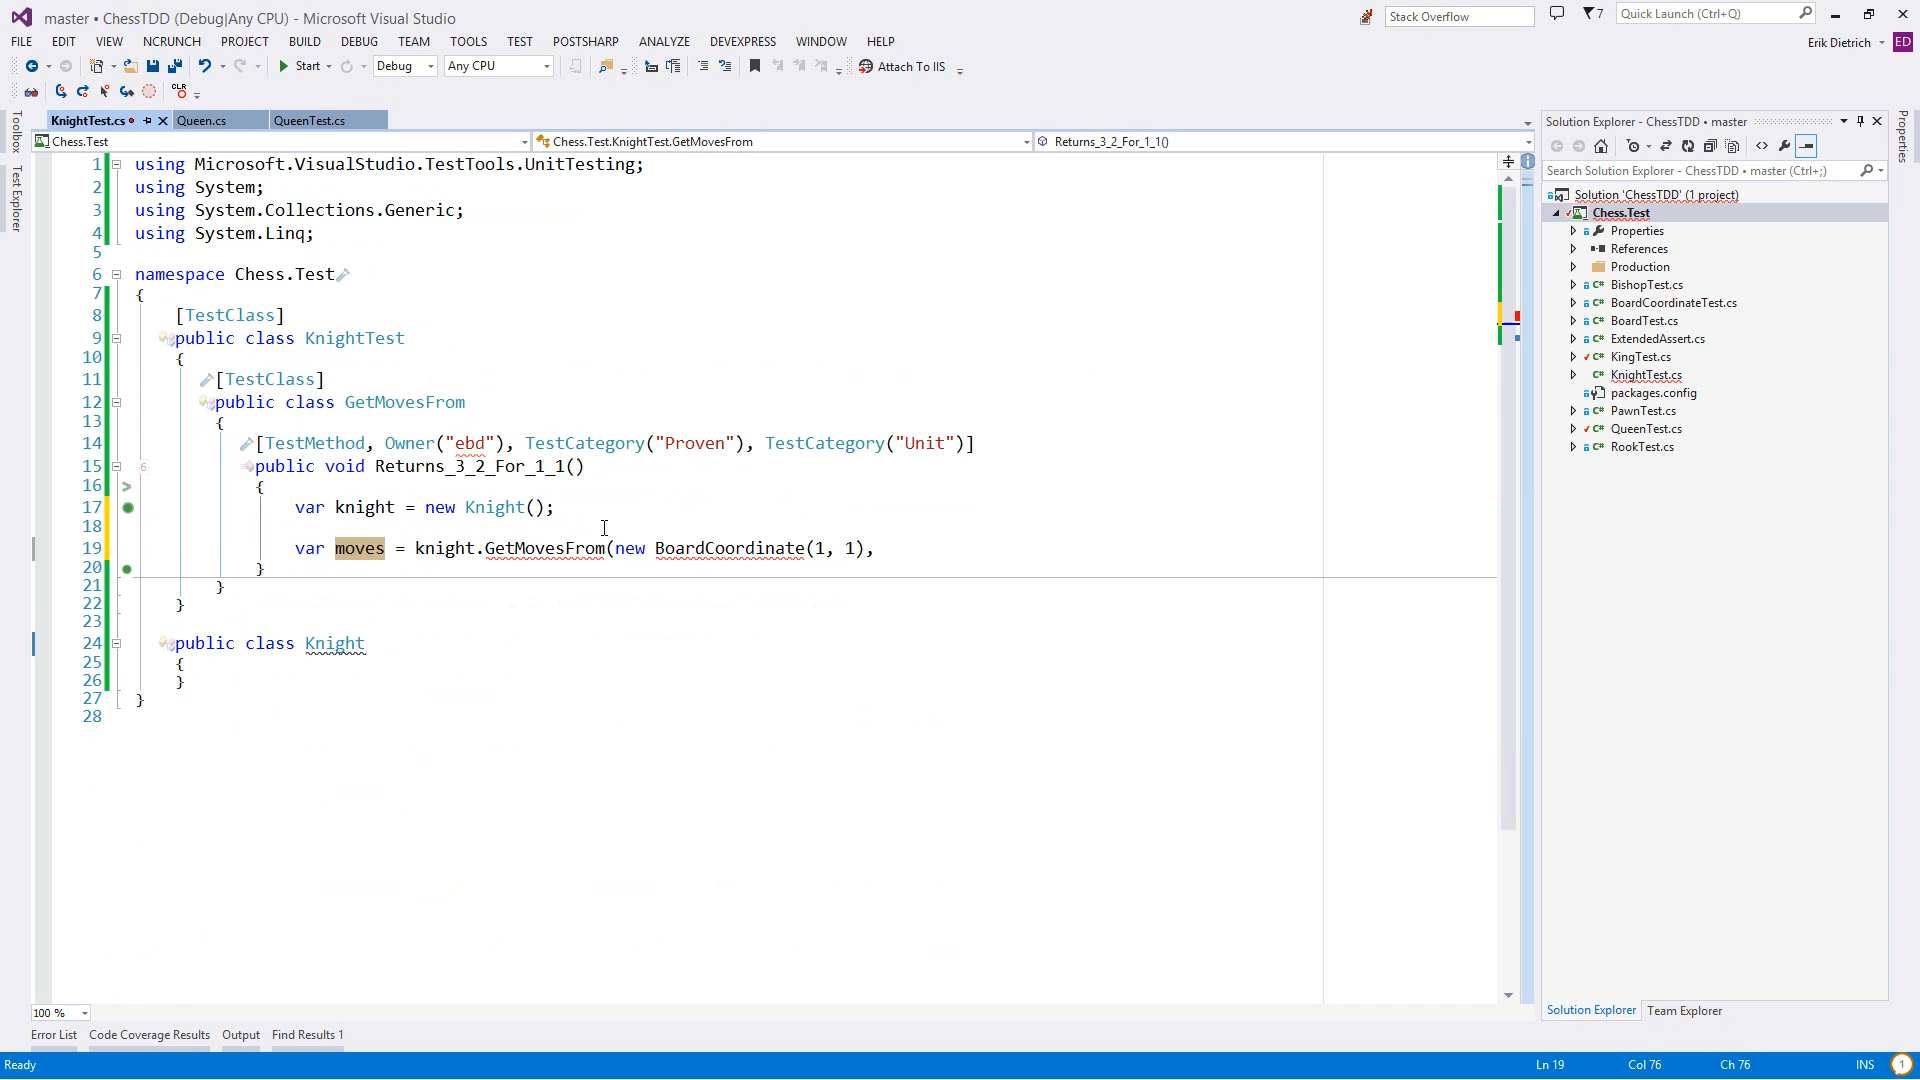 master • ChessTDD (Debug|Any CPU) - Microsoft Visual Studio
Stack Overflow
7
Quick Launch (Ctrl+Q)
FILE EDIT VIEW NCRUNCH PROJECT BUILD DEBUG TEAM TOOLS TEST POSTSHARP ANALYZE DEVEXPRESS WINDOW HELP
Erik Dietrich ED
Start Debug Any CPU Attach To IIS
CLR
Toolbox
Test Explorer
KnightTest.cs Queen.cs QueenTest.cs
Chess.Test Chess.Test.KnightTest.GetMovesFrom Returns_3_2_For_1_1()
1 using Microsoft.VisualStudio.TestTools.UnitTesting;
2 using System;
3 using System.Collections.Generic;
4 using System.Linq;
5
6 namespace Chess.Test
7 {
8 [TestClass]
9 public class KnightTest
10 {
11 [TestClass]
12 public class GetMovesFrom
13 {
14 [TestMethod, Owner("ebd"), TestCategory("Proven"), TestCategory("Unit")]
15 6 public void Returns_3_2_For_1_1()
16 {
17 var knight = new Knight();
18
19 var moves = knight.GetMovesFrom(new BoardCoordinate(1, 1),
20 }
21 }
22 }
23
24 public class Knight
25 {
26 }
27 }
28
100 %
Error List Code Coverage Results Output Find Results 1
Ready
Ln 19 Col 76 Ch 76 INS 1
Solution Explorer - ChessTDD • master
Search Solution Explorer - ChessTDD • master (Ctrl+;)
Solution 'ChessTDD' (1 project)
Chess.Test
Properties
References
Production
C# BishopTest.cs
C# BoardCoordinateTest.cs
C# BoardTest.cs
C# ExtendedAssert.cs
C# KingTest.cs
C# KnightTest.cs
packages.config
C# PawnTest.cs
C# QueenTest.cs
C# RookTest.cs
Solution Explorer Team Explorer
Properties